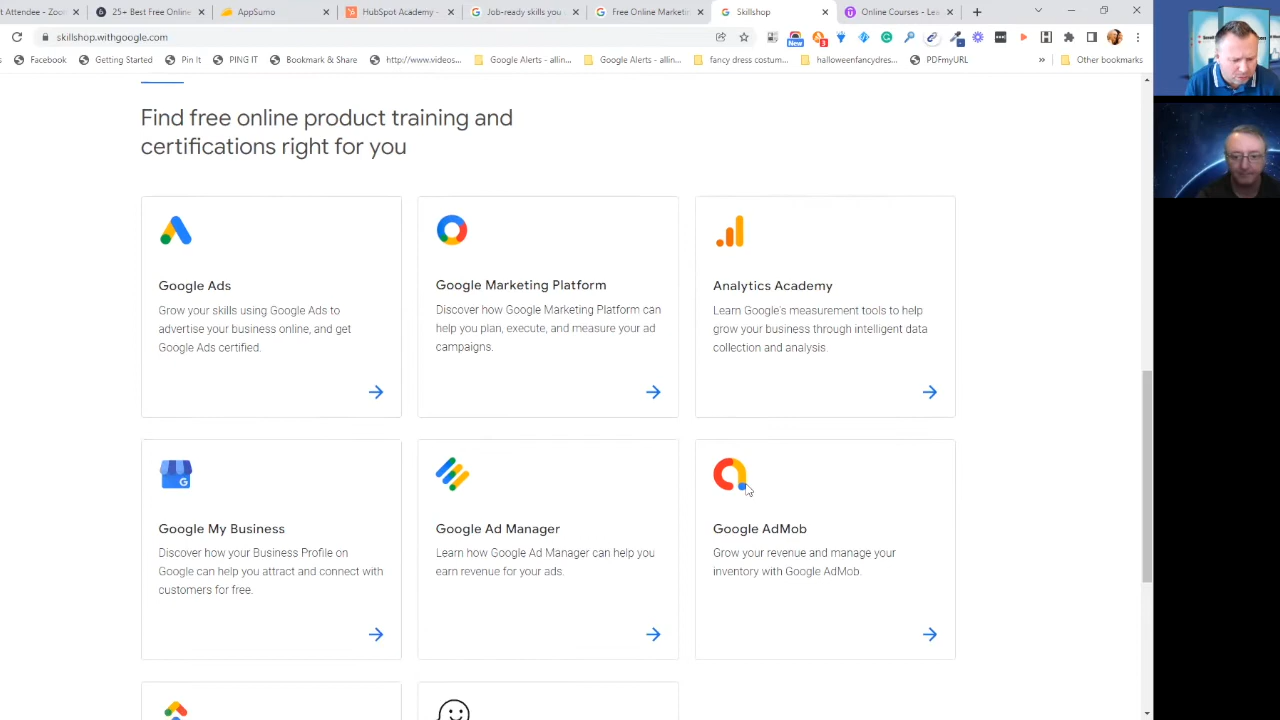 t Attendee - Zoo
25+ Best Free Online
AppSumo
HubSpot Academy -
Job-ready skills you
Free Online Marketin
Skillshop
Online Courses - Lea
skillshop.withgoogle.com
New
3
Facebook
Getting Started
Pin It
PING IT
Bookmark & Share
http://www.videos...
Google Alerts - allin...
Google Alerts - allin...
fancy dress costum...
halloweenfancydres...
PDFmyURL
»
Other bookmarks
Find free online product training and
certifications right for you
Google Ads
Grow your skills using Google Ads to
advertise your business online, and get
Google Ads certified.
Google Marketing Platform
Discover how Google Marketing Platform can
help you plan, execute, and measure your ad
campaigns.
Analytics Academy
Learn Google's measurement tools to help
grow your business through intelligent data
collection and analysis.
Google My Business
Discover how your Business Profile on
Google can help you attract and connect with
customers for free.
Google Ad Manager
Learn how Google Ad Manager can help you
earn revenue for your ads.
Google AdMob
Grow your revenue and manage your
inventory with Google AdMob.